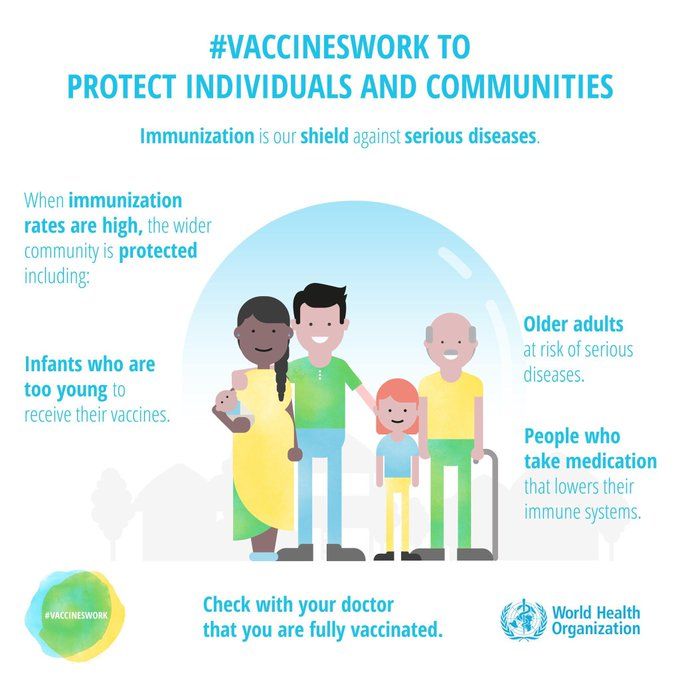 #VACCINESWORK TO
PROTECT INDIVIDUALS AND COMMUNITIES
Immunization is our shield against serious diseases.
When immunization
rates are high, the wider
community is protected
including:
Infants who are
too young to
receive their vaccines.
Older adults
at risk of serious
diseases.
People who
take medication
that lowers their
immune systems.
#VACCINESWORK
Check with your doctor
that you are fully vaccinated.
World Health
Organization